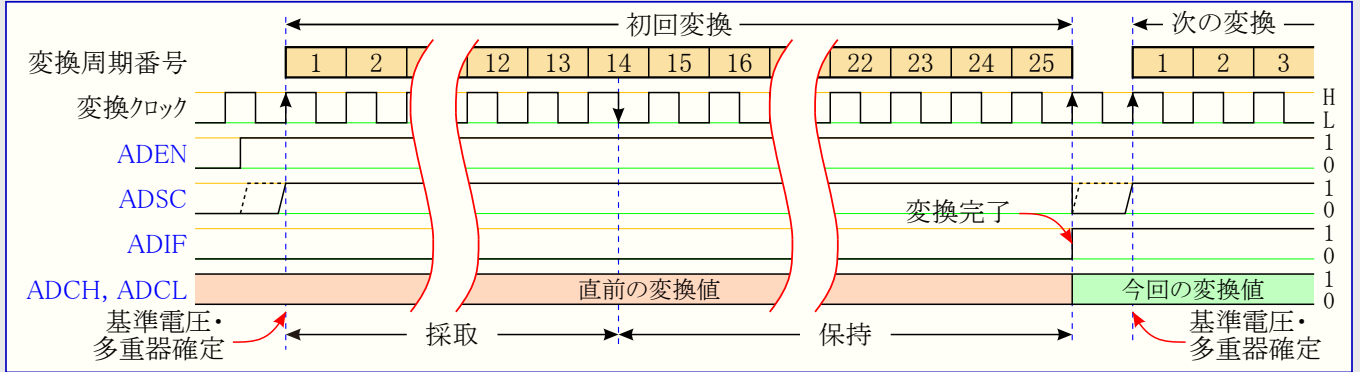 初回変換 次の変換
変換周期番号 1 2 12 13 14 15 16 22 23 24 25 1 2 3
変換クロック H
L
ADEN 1
0
ADSC 1
0
変換完了
ADIF 1
0
ADCH, ADCL 直前の変換値 今回の変換値 1
0
基準電圧・
多重器確定
採取 保持
基準電圧・
多重器確定